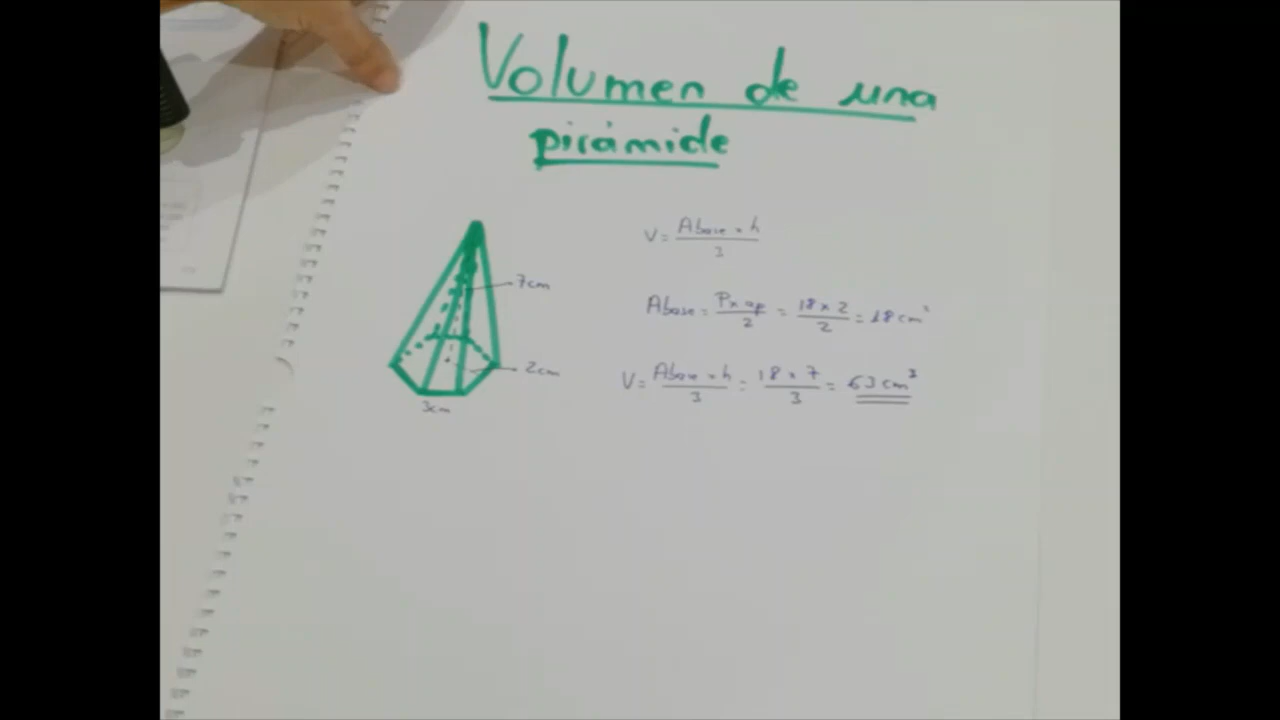 Volumen de una
pirámide
7cm
2cm
3cm
V = Abase × h / 3
Abase = P × ap / 2 = 18 × 2 / 2 = 18 cm²
V = Abase × h / 3 = 18 × 7 / 3 = 63 cm³